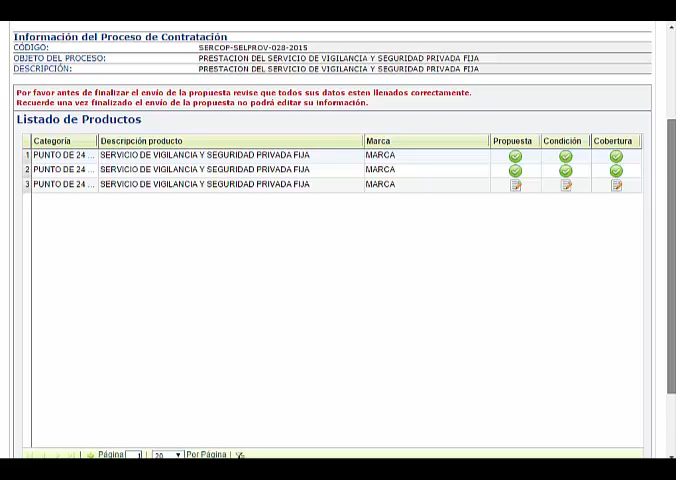 Información del Proceso de Contratación
CÓDIGO: SERCOP-SELPROV-028-2015
OBJETO DEL PROCESO: PRESTACION DEL SERVICIO DE VIGILANCIA Y SEGURIDAD PRIVADA FIJA
DESCRIPCIÓN: PRESTACION DEL SERVICIO DE VIGILANCIA Y SEGURIDAD PRIVADA FIJA
Por favor antes de finalizar el envío de la propuesta revise que todos sus datos esten llenados correctamente.
Recuerde una vez finalizado el envío de la propuesta no podrá editar su información.
Listado de Productos
Categoría Descripción producto Marca Propuesta Condición Cobertura
1 PUNTO DE 24 ... SERVICIO DE VIGILANCIA Y SEGURIDAD PRIVADA FIJA MARCA
2 PUNTO DE 24 ... SERVICIO DE VIGILANCIA Y SEGURIDAD PRIVADA FIJA MARCA
3 PUNTO DE 24 ... SERVICIO DE VIGILANCIA Y SEGURIDAD PRIVADA FIJA MARCA
Página 1 20 Por Página